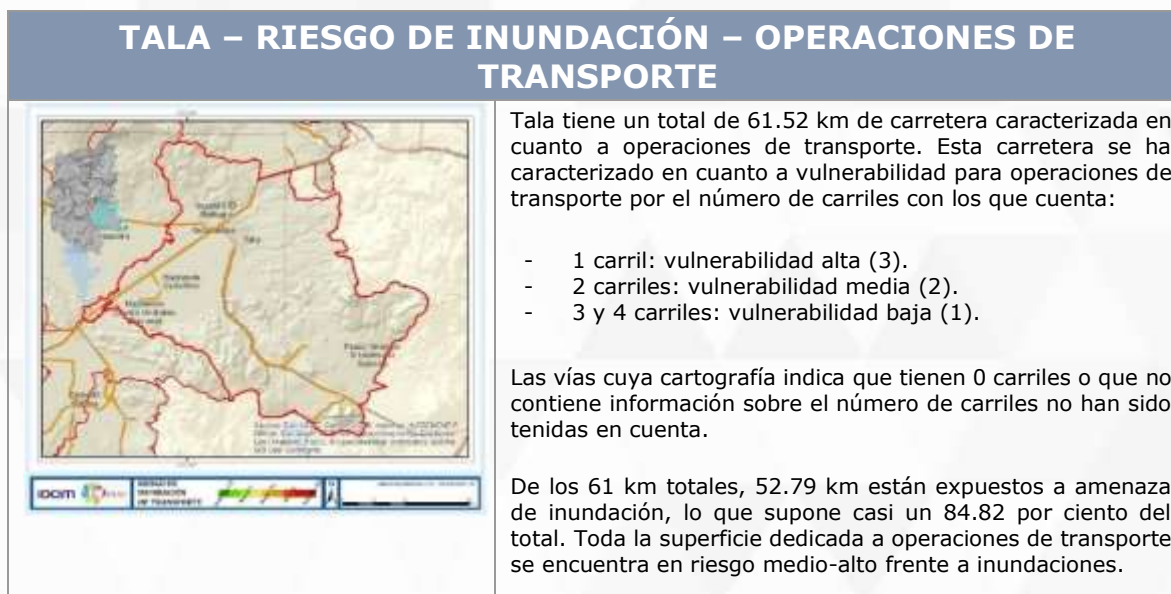 TALA – RIESGO DE INUNDACIÓN – OPERACIONES DE
TRANSPORTE
Tala tiene un total de 61.52 km de carretera caracterizada en
cuanto a operaciones de transporte. Esta carretera se ha
caracterizado en cuanto a vulnerabilidad para operaciones de
transporte por el número de carriles con los que cuenta:
- 1 carril: vulnerabilidad alta (3).
- 2 carriles: vulnerabilidad media (2).
- 3 y 4 carriles: vulnerabilidad baja (1).
Las vías cuya cartografía indica que tienen 0 carriles o que no
contiene información sobre el número de carriles no han sido
tenidas en cuenta.
De los 61 km totales, 52.79 km están expuestos a amenaza
de inundación, lo que supone casi un 84.82 por ciento del
total. Toda la superficie dedicada a operaciones de transporte
se encuentra en riesgo medio-alto frente a inundaciones.
Tala
IDOM
DE TRANSPORTE